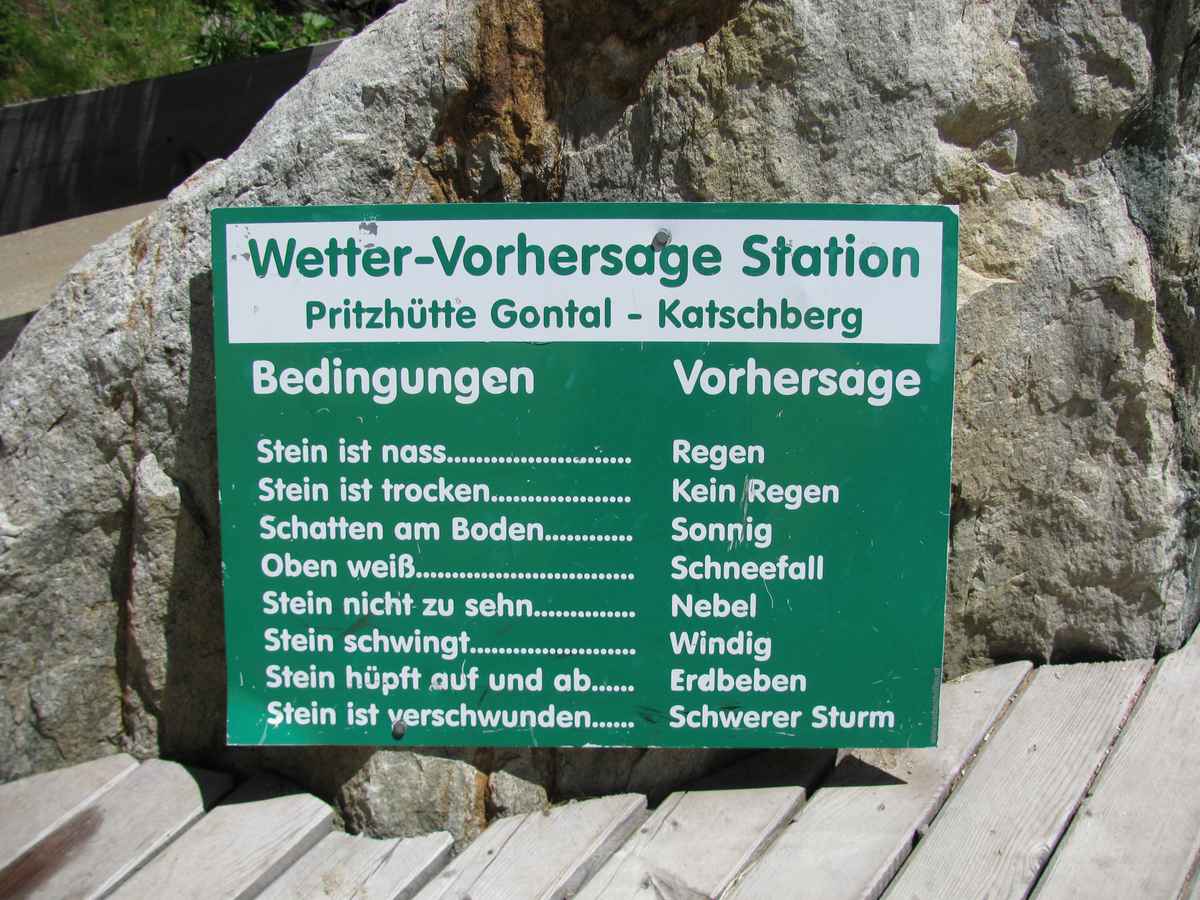 Wetter-Vorhersage Station
Pritzhütte Gontal - Katschberg
Bedingungen Vorhersage
Stein ist nass............................ Regen
Stein ist trocken..................... Kein Regen
Schatten am Boden............. Sonnig
Oben weiß................................. Schneefall
Stein nicht zu sehn............... Nebel
Stein schwingt......................... Windig
Stein hüpft auf und ab...... Erdbeben
Stein ist verschwunden...... Schwerer Sturm